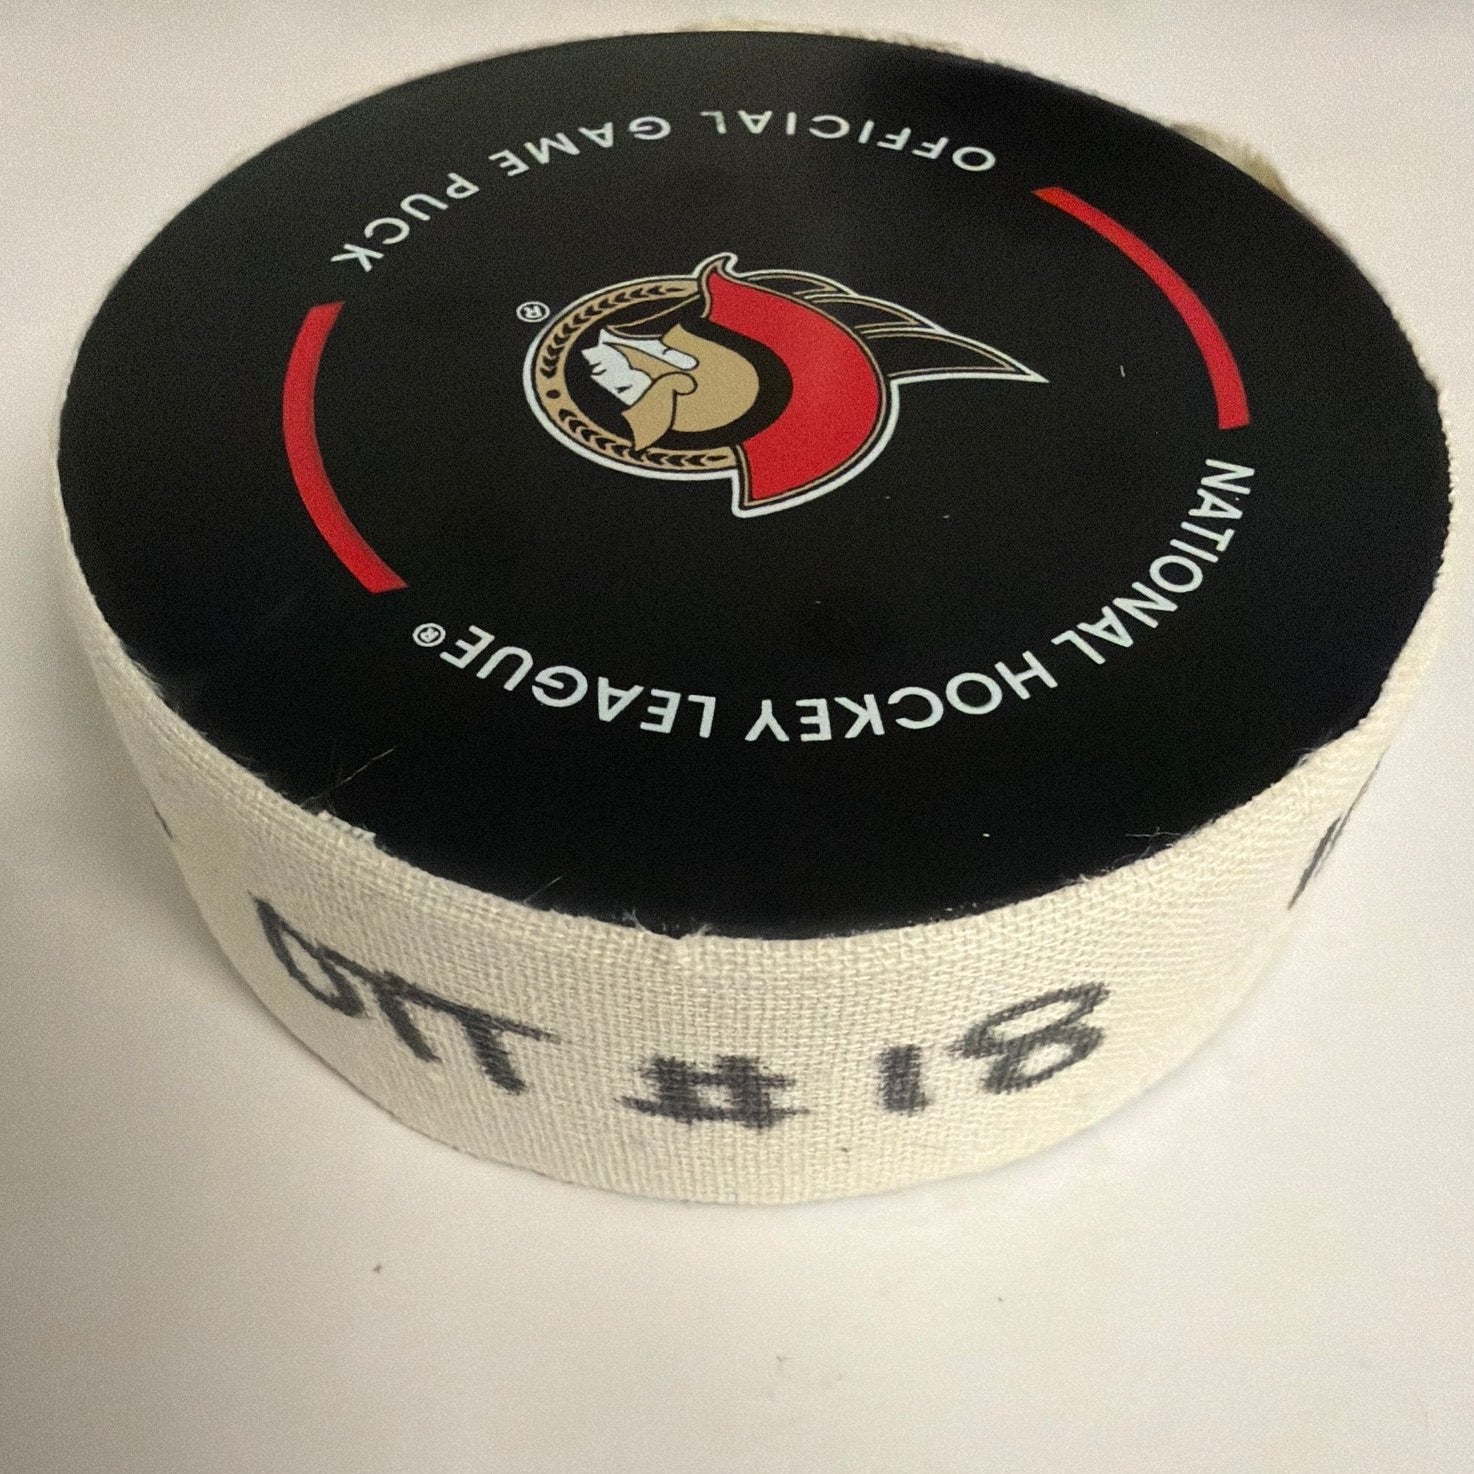 OFFICIAL GAME PUCK
®
NATIONAL HOCKEY LEAGUE®
OTT # 18